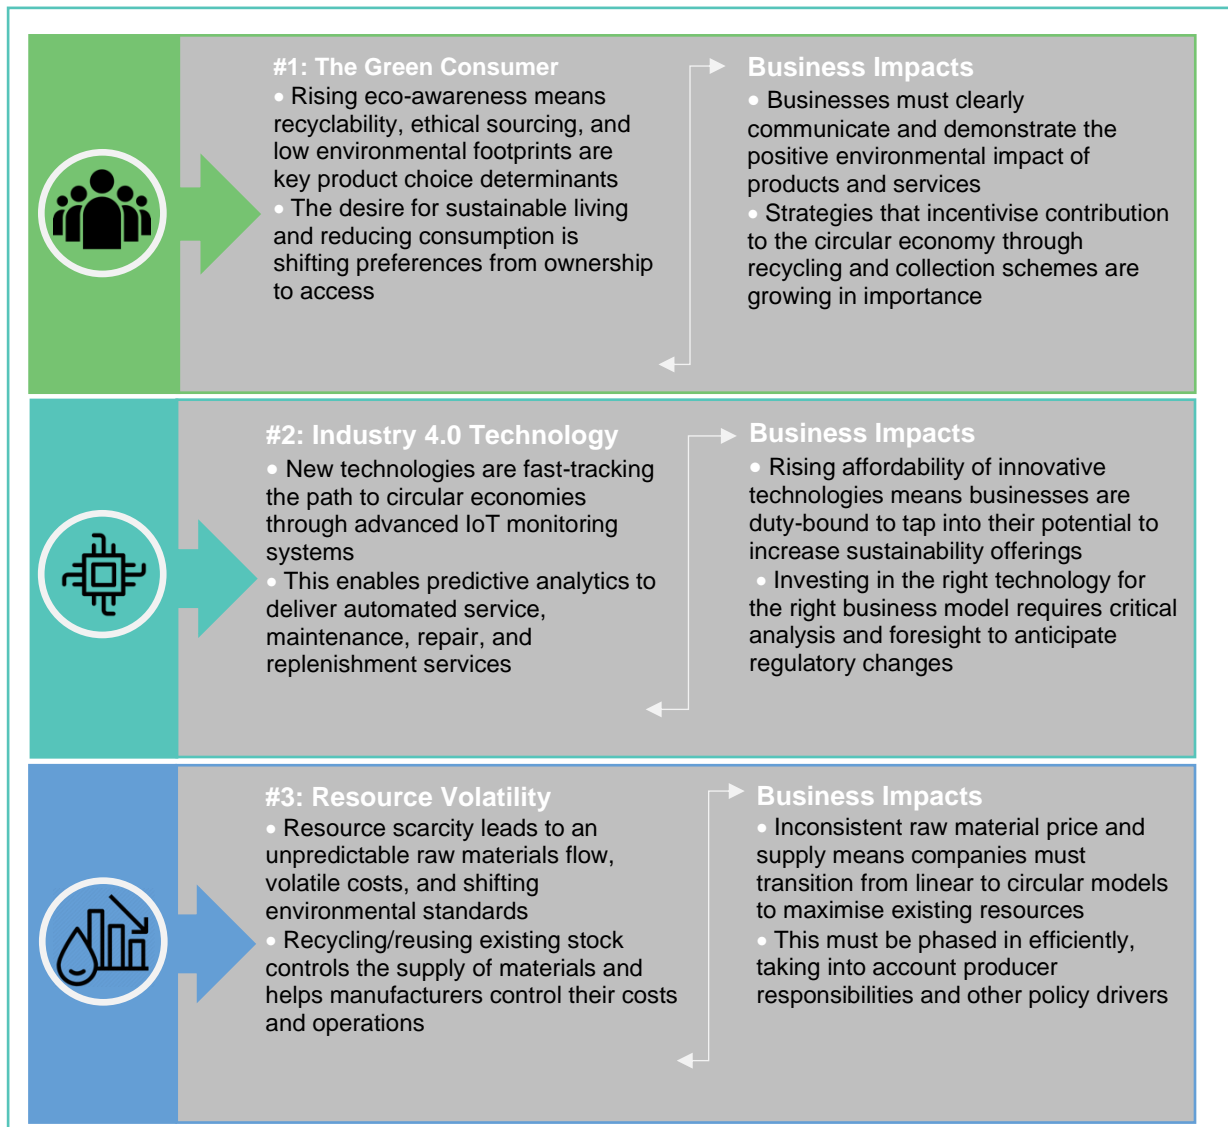 #1: The Green Consumer
• Rising eco-awareness means
recyclability, ethical sourcing, and
low environmental footprints are
key product choice determinants
• The desire for sustainable living
and reducing consumption is
shifting preferences from ownership
to access
Business Impacts
• Businesses must clearly
communicate and demonstrate the
positive environmental impact of
products and services
• Strategies that incentivise contribution
to the circular economy through
recycling and collection schemes are
growing in importance
#2: Industry 4.0 Technology
• New technologies are fast-tracking
the path to circular economies
through advanced IoT monitoring
systems
• This enables predictive analytics to
deliver automated service,
maintenance, repair, and
replenishment services
Business Impacts
• Rising affordability of innovative
technologies means businesses are
duty-bound to tap into their potential to
increase sustainability offerings
• Investing in the right technology for
the right business model requires critical
analysis and foresight to anticipate
regulatory changes
#3: Resource Volatility
• Resource scarcity leads to an
unpredictable raw materials flow,
volatile costs, and shifting
environmental standards
• Recycling/reusing existing stock
controls the supply of materials and
helps manufacturers control their costs
and operations
Business Impacts
• Inconsistent raw material price and
supply means companies must
transition from linear to circular models
to maximise existing resources
• This must be phased in efficiently,
taking into account producer
responsibilities and other policy drivers